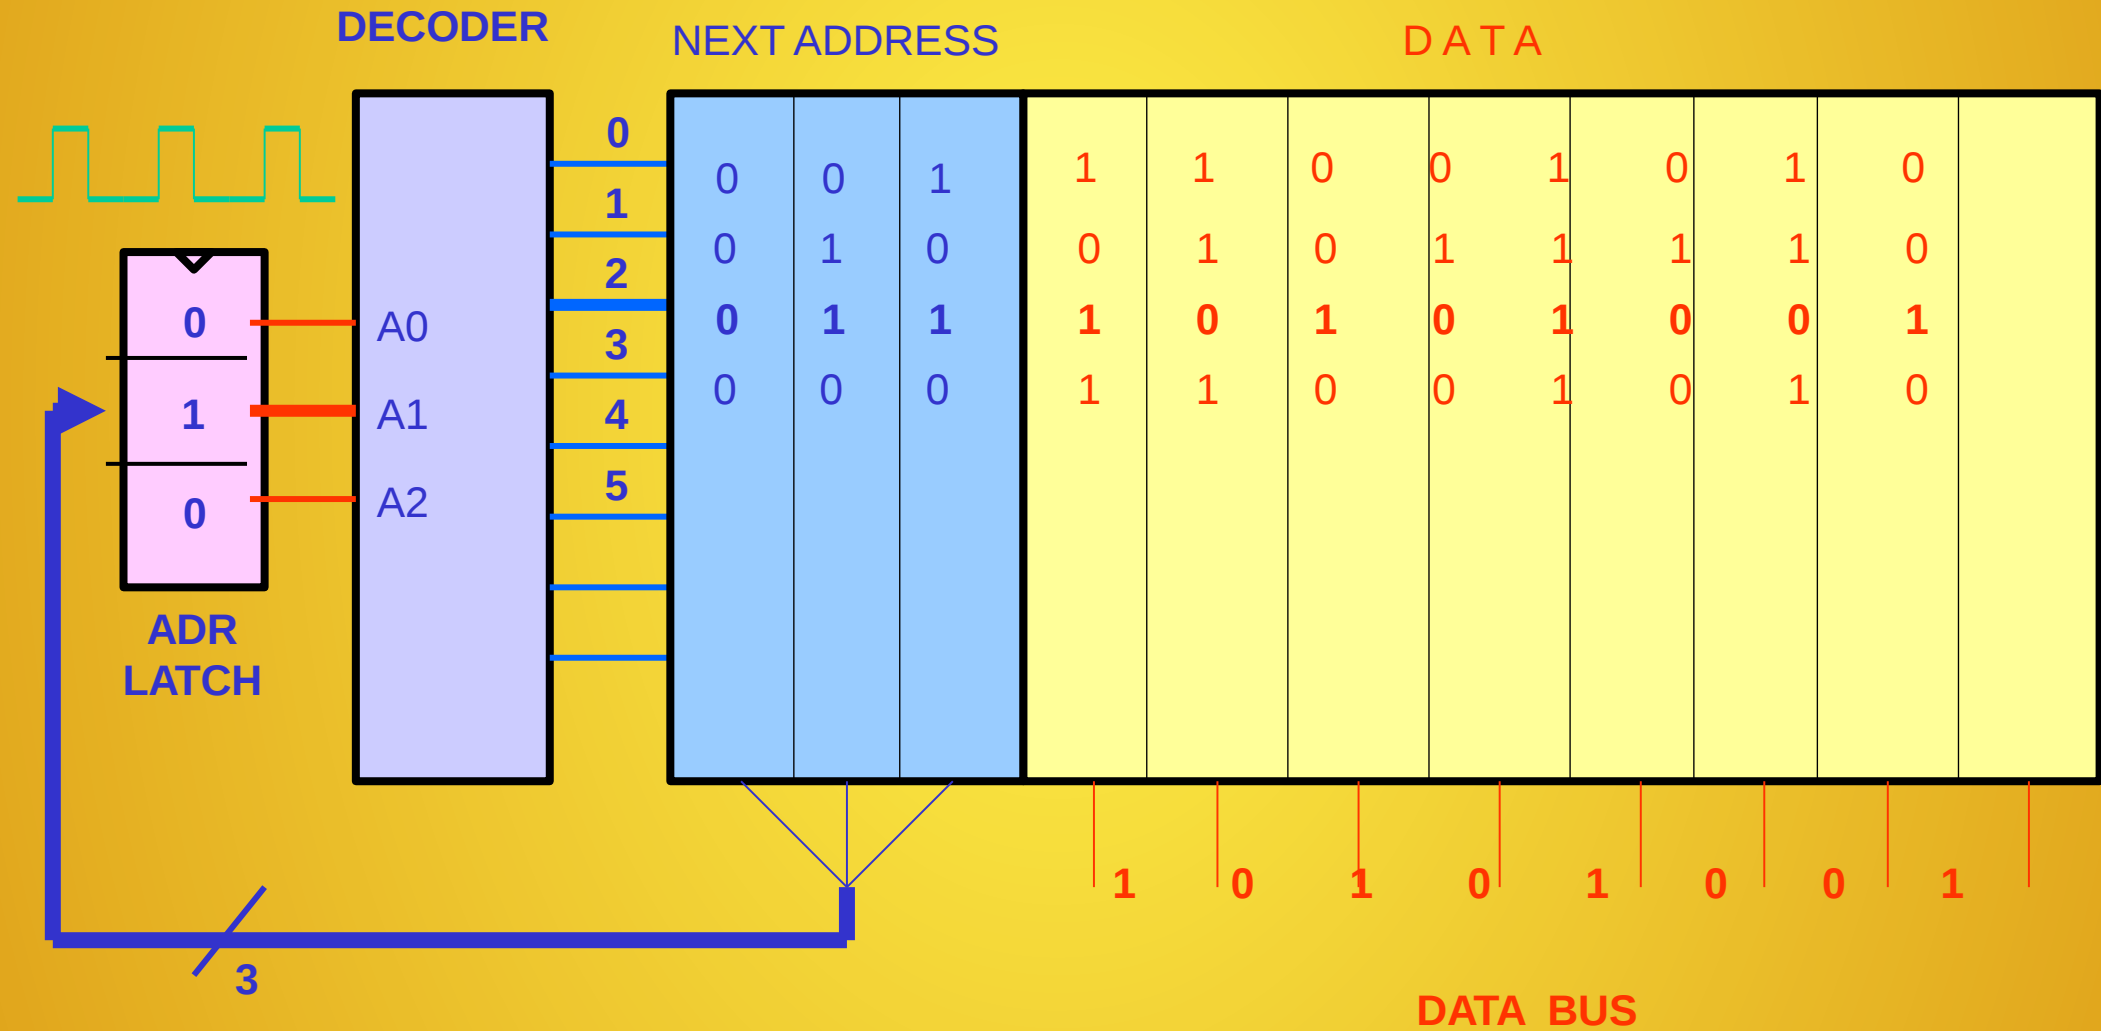 DECODER
NEXT ADDRESS
D A T A
0
0 0 1 1 1 0 0 1 0 1 0
1
0 1 0 0 1 0 1 1 1 1 0
2
0 1 1 1 0 1 0 1 0 0 1
3
0 0 0 1 1 0 0 1 0 1 0
4
5
0
A0
1
A1
0
A2
ADR
LATCH
1 0 1 0 1 0 0 1
3
DATA BUS